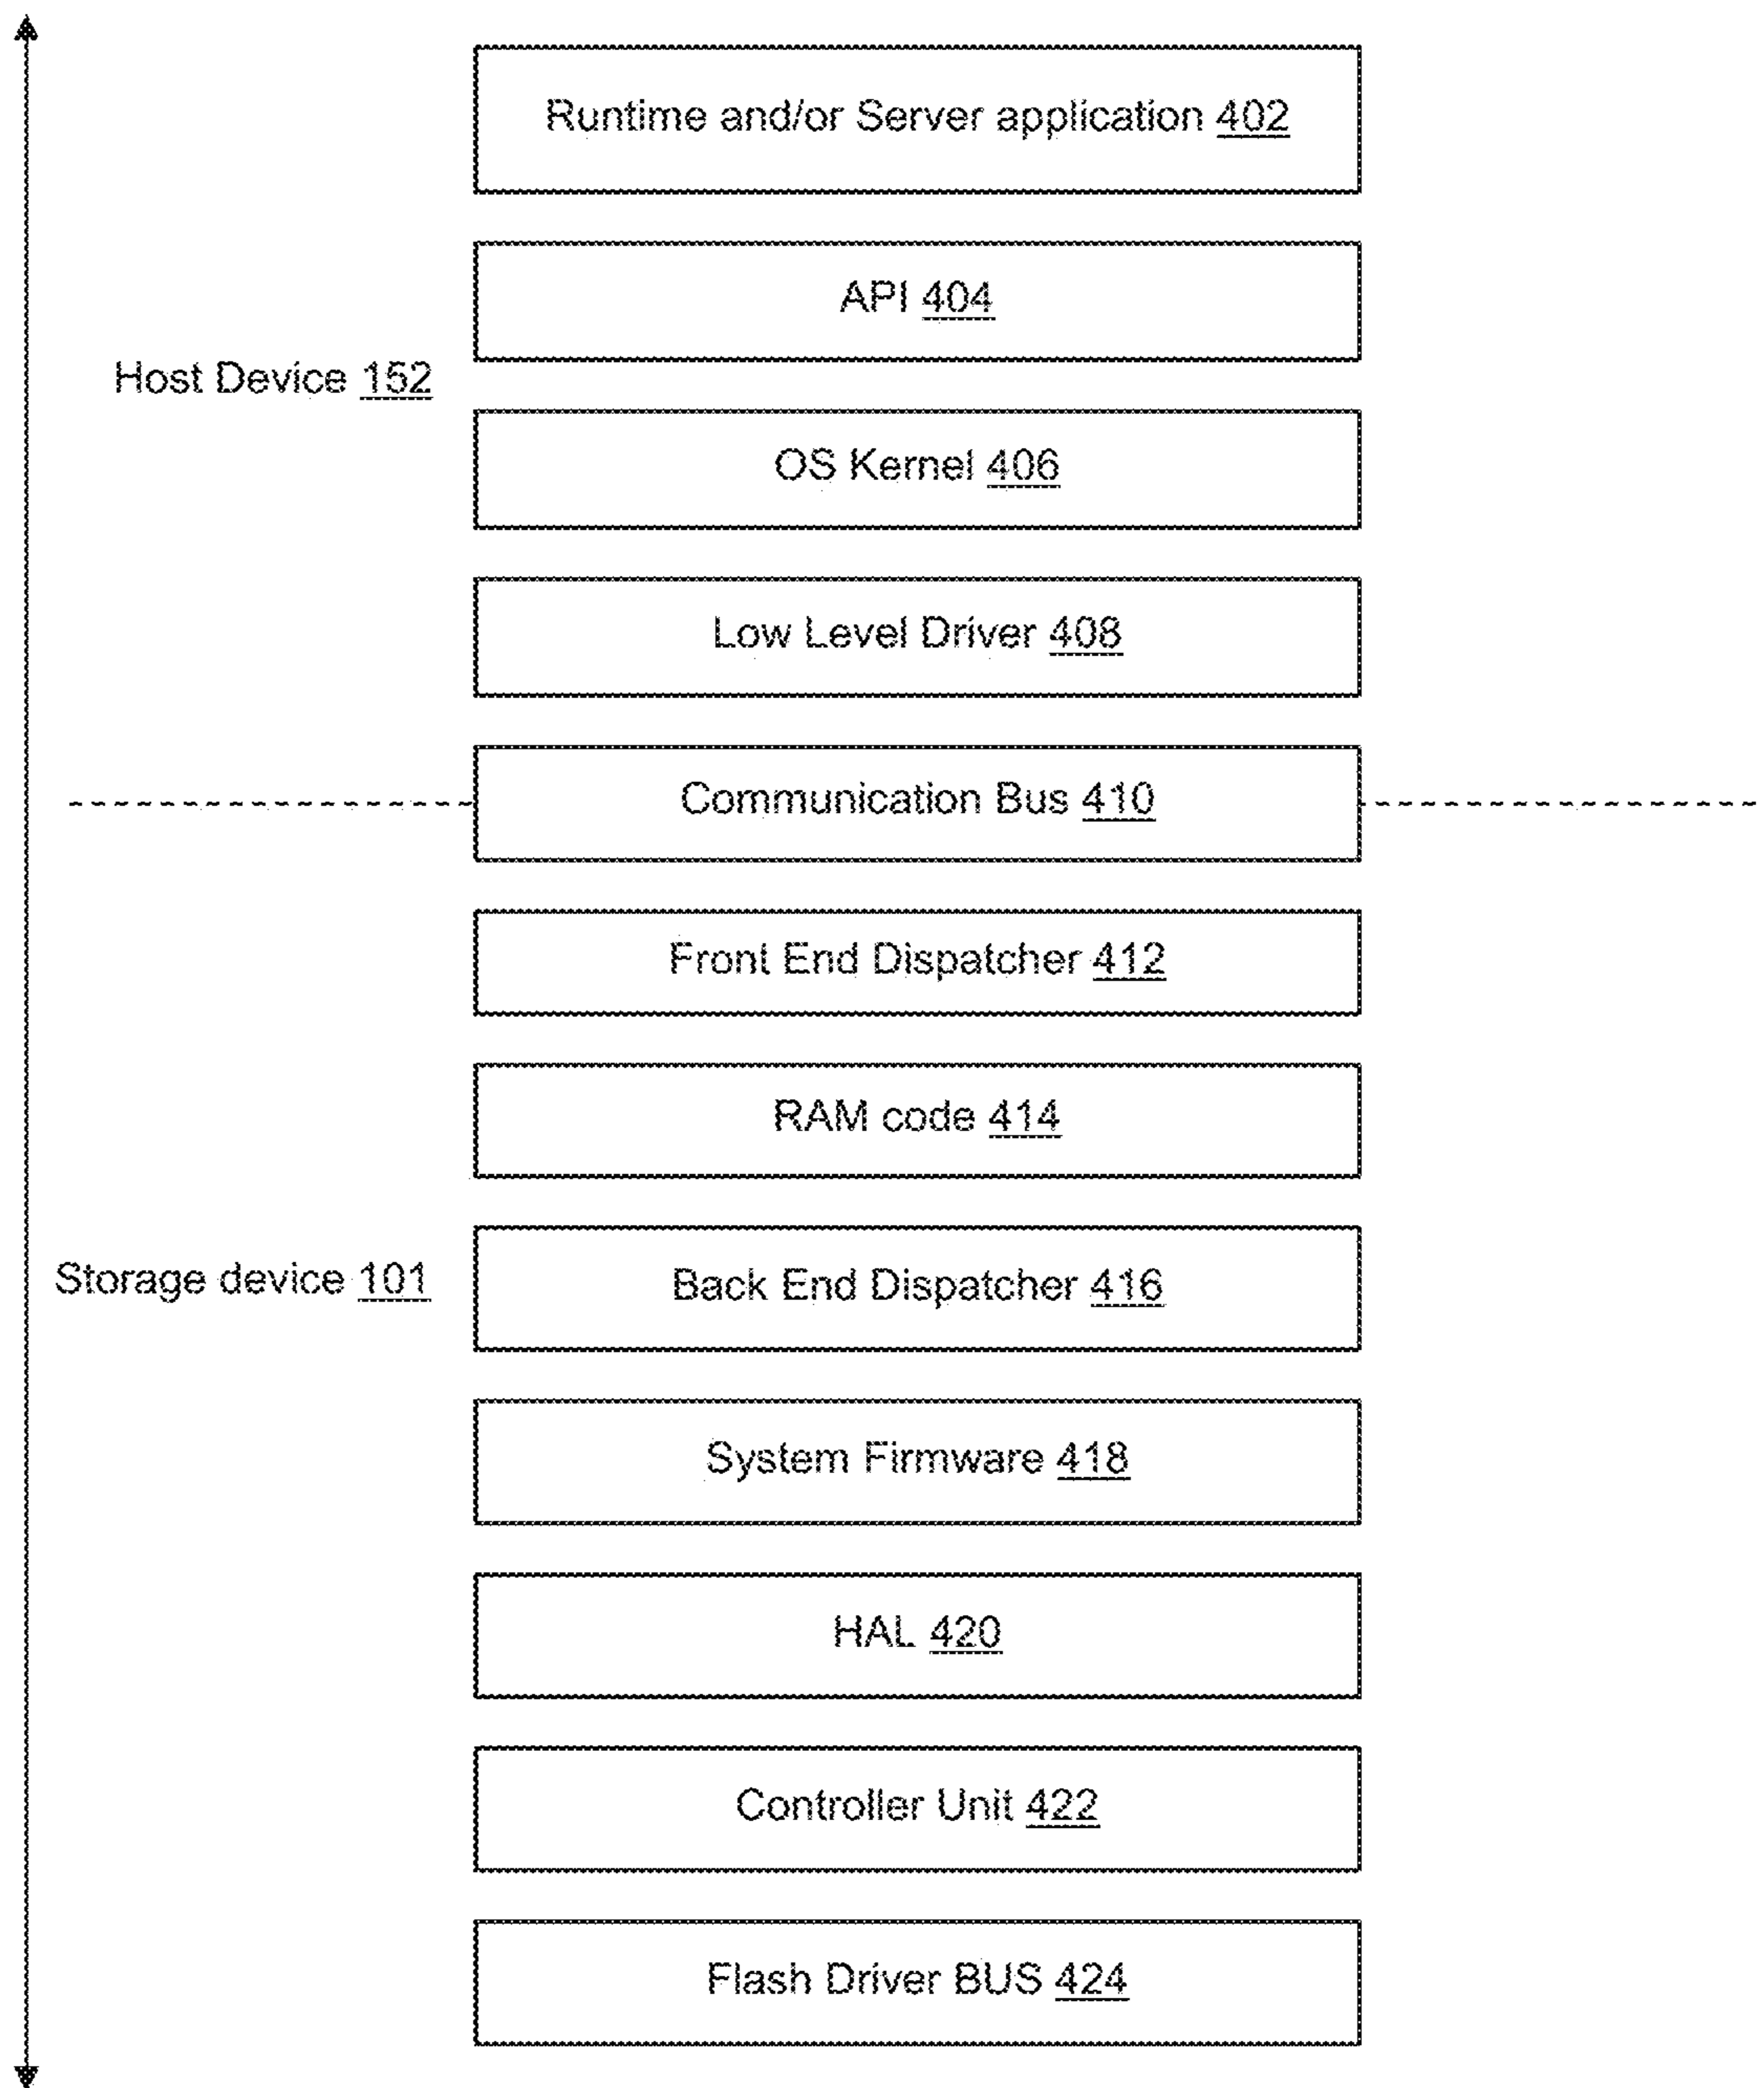 Runtime and/or Server application 402
API 404
Host Device 152
OS Kernel 406
Low Level Driver 408
Communication Bus 410
Front End Dispatcher 412
RAM code 414
Storage device 101
Back End Dispatcher 416
System Firmware 418
HAL 420
Controller Unit 422
Flash Driver BUS 424